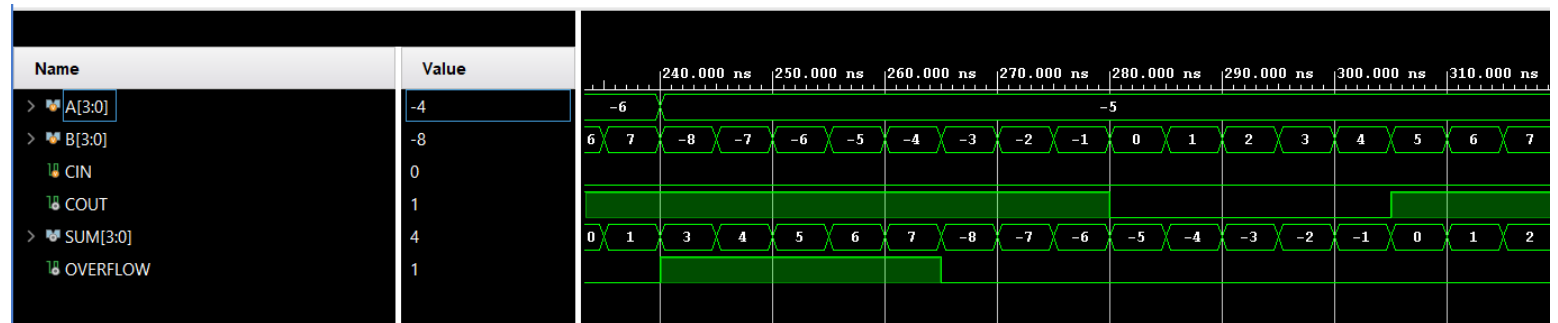 Name Value
240.000 ns 250.000 ns 260.000 ns 270.000 ns 280.000 ns 290.000 ns 300.000 ns 310.000 ns
A[3:0] -4 -6 -5
B[3:0] -8 6 7 -8 -7 -6 -5 -4 -3 -2 -1 0 1 2 3 4 5 6 7
CIN 0
COUT 1
SUM[3:0] 4 0 1 3 4 5 6 7 -8 -7 -6 -5 -4 -3 -2 -1 0 1 2
OVERFLOW 1